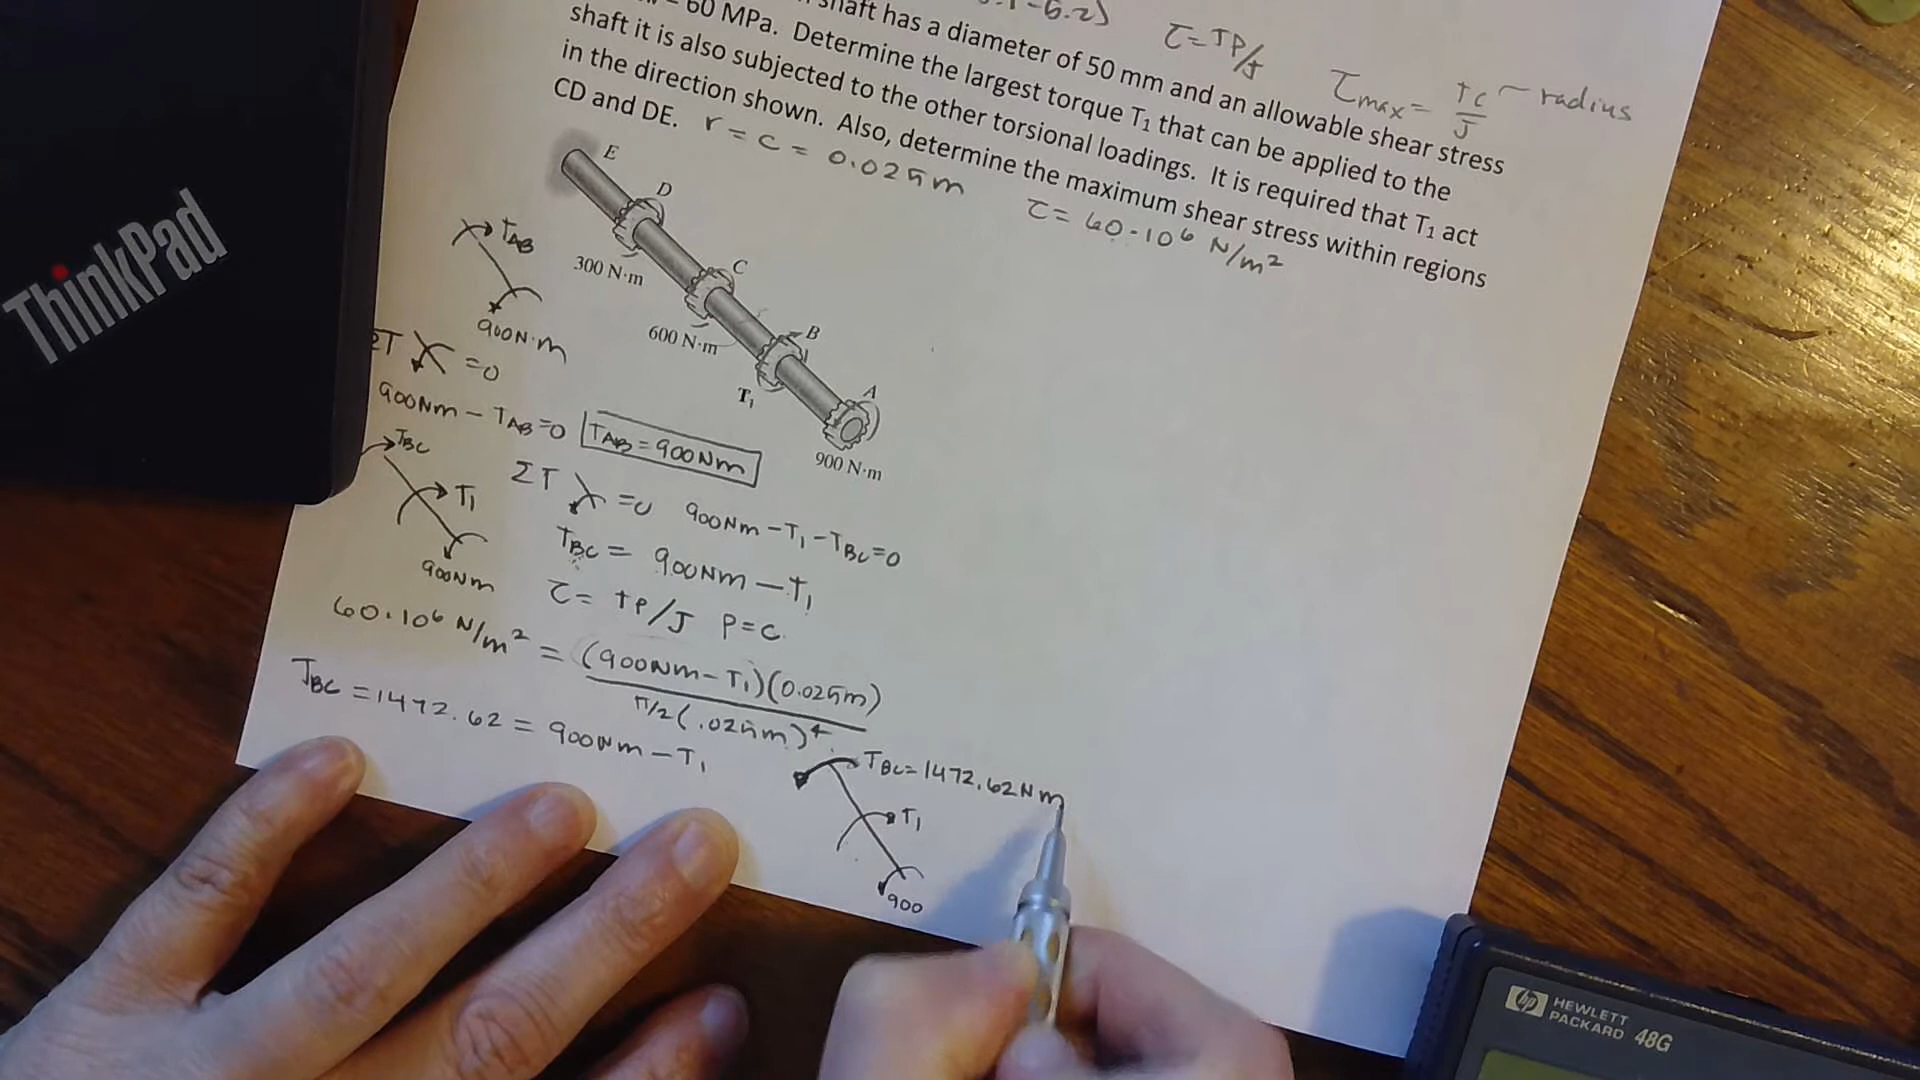 6.2)
τ = Tρ/J
τmax = Tc/J radius
shaft has a diameter of 50 mm and an allowable shear stress
= 60 MPa. Determine the largest torque T₁ that can be applied to the
shaft it is also subjected to the other torsional loadings. It is required that T₁ act
in the direction shown. Also, determine the maximum shear stress within regions
CD and DE.
r = c = 0.025m
τ = 60·10⁶ N/m²
E
D
C
B
A
300 N·m
600 N·m
T₁
900 N·m
TAB
900N·m
ΣT = 0
900Nm - TAB = 0
TAB = 900Nm
TBC
T₁
900Nm
ΣT = 0 900Nm - T₁ - TBC = 0
TBC = 900Nm - T₁
τ = Tρ/J ρ = c
60·10⁶ N/m² = (900Nm - T₁)(0.025m)
π/2(.025m)⁴
TBC = 1472.62 = 900Nm - T₁
TBC = 1472.62Nm
T₁
900
ThinkPad
hp HEWLETT
PACKARD 48G